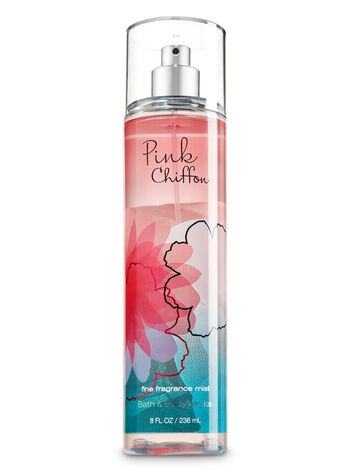 Pink
Chiffon
fine fragrance mist
Bath & Body Works
8 FL OZ / 236 mL